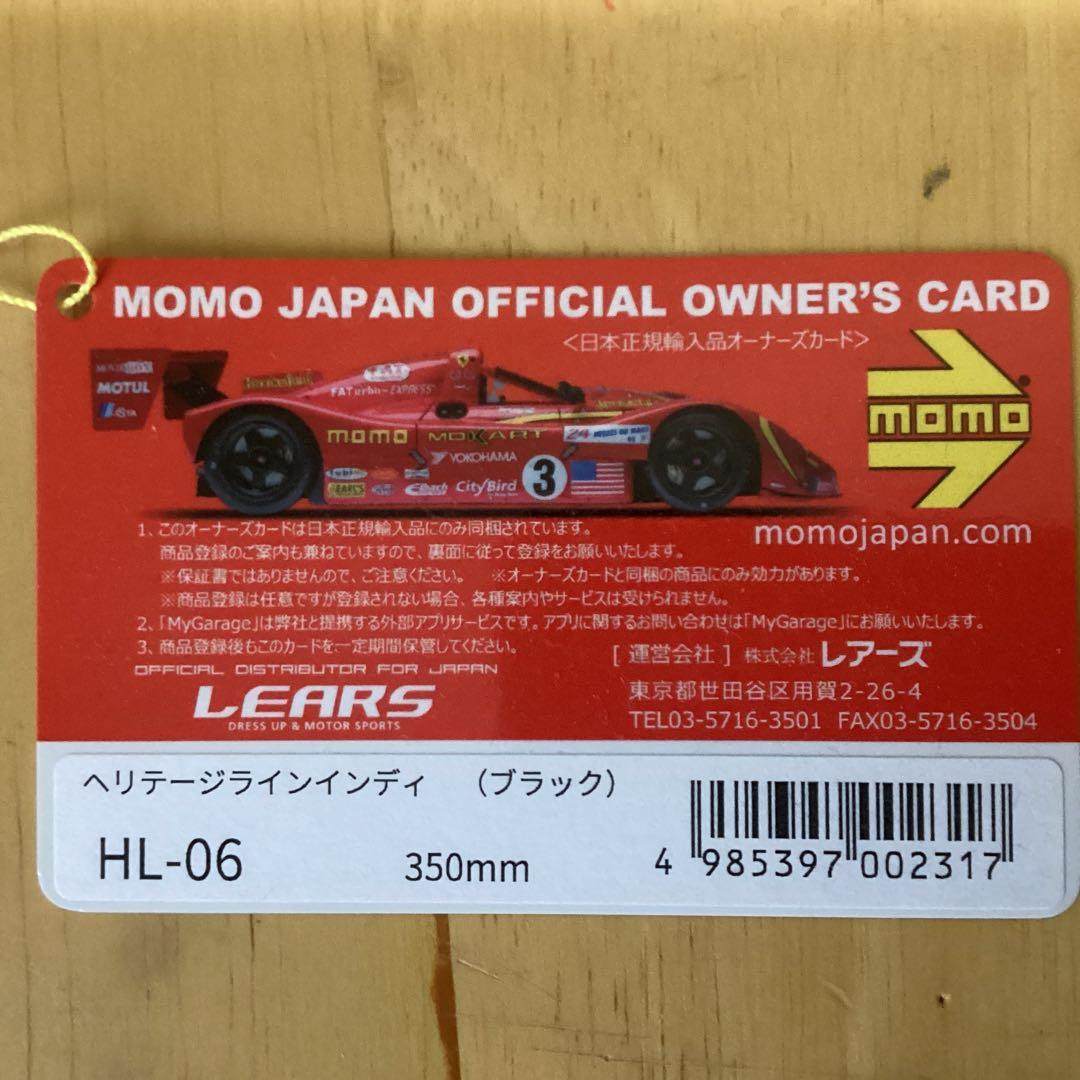 MOMO JAPAN OFFICIAL OWNER'S CARD
<日本正規輸入品オーナーズカード>
MOTUL
FATurbo-EXPRESS
momo MOKART
24
YOKOHAMA
3
EARL'S
Eibach
CityBird
momo
momojapan.com
1、このオーナーズカードは日本正規輸入品にのみ同梱されています。
商品登録のご案内も兼ねていますので、裏面に従って登録をお願いいたします。
※保証書ではありませんので、ご注意ください。 ※オーナーズカードと同梱の商品にのみ効力があります。
※商品登録は任意ですが登録されない場合、各種案内やサービスは受けられません。
2、「MyGarage」は弊社と提携する外部アプリサービスです。アプリに関するお問い合わせは「MyGarage」にお願いいたします。
3、商品登録後もこのカードを一定期間保管してください。
OFFICIAL DISTRIBUTOR FOR JAPAN
LEARS
DRESS UP & MOTOR SPORTS
[ 運営会社 ] 株式会社レアーズ
東京都世田谷区用賀2-26-4
TEL03-5716-3501 FAX03-5716-3504
ヘリテージラインインディ （ブラック）
HL-06 350mm
4 985397 002317